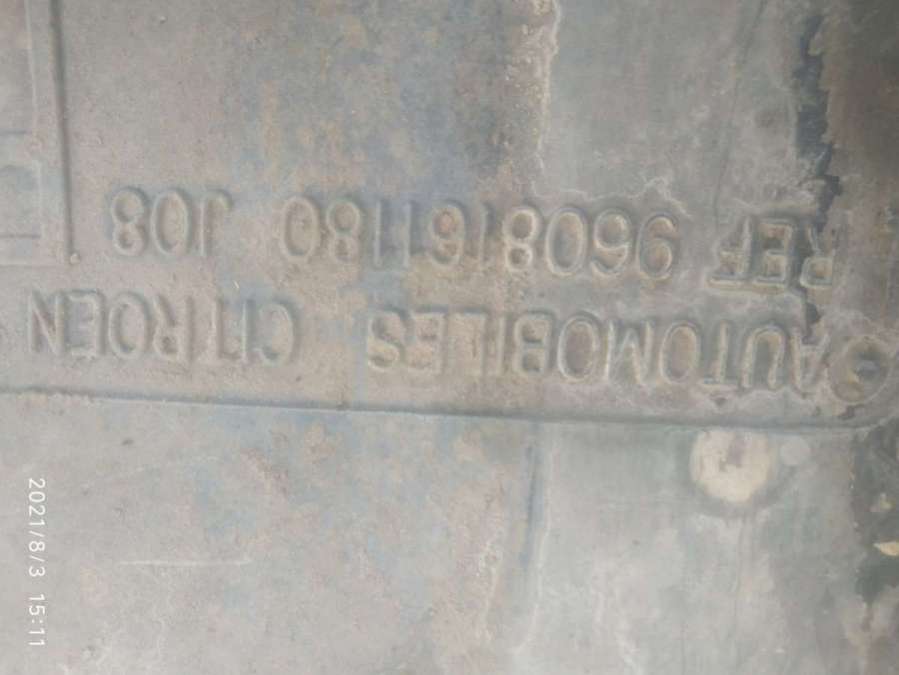 AUTOMOBILES CITROEN
REF 9608161180 J08
2021/8/3 15:11